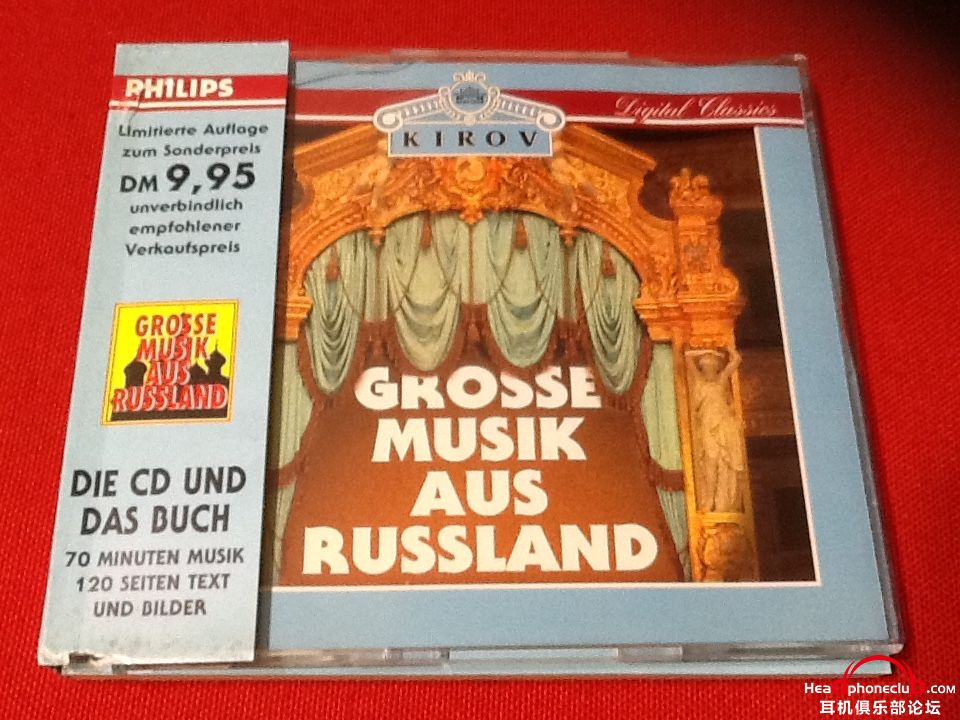 PHILIPS
Limitierte Auflage
zum Sonderpreis
DM 9,95
unverbindlich
empfohlener
Verkaufspreis
GROSSE
MUSIK
AUS
RUSSLAND
DIE CD UND
DAS BUCH
70 MINUTEN MUSIK
120 SEITEN TEXT
UND BILDER
Digital Classics
KIROV
GROSSE
MUSIK
AUS
RUSSLAND
Hea phoneclu .com
耳机俱乐部论坛